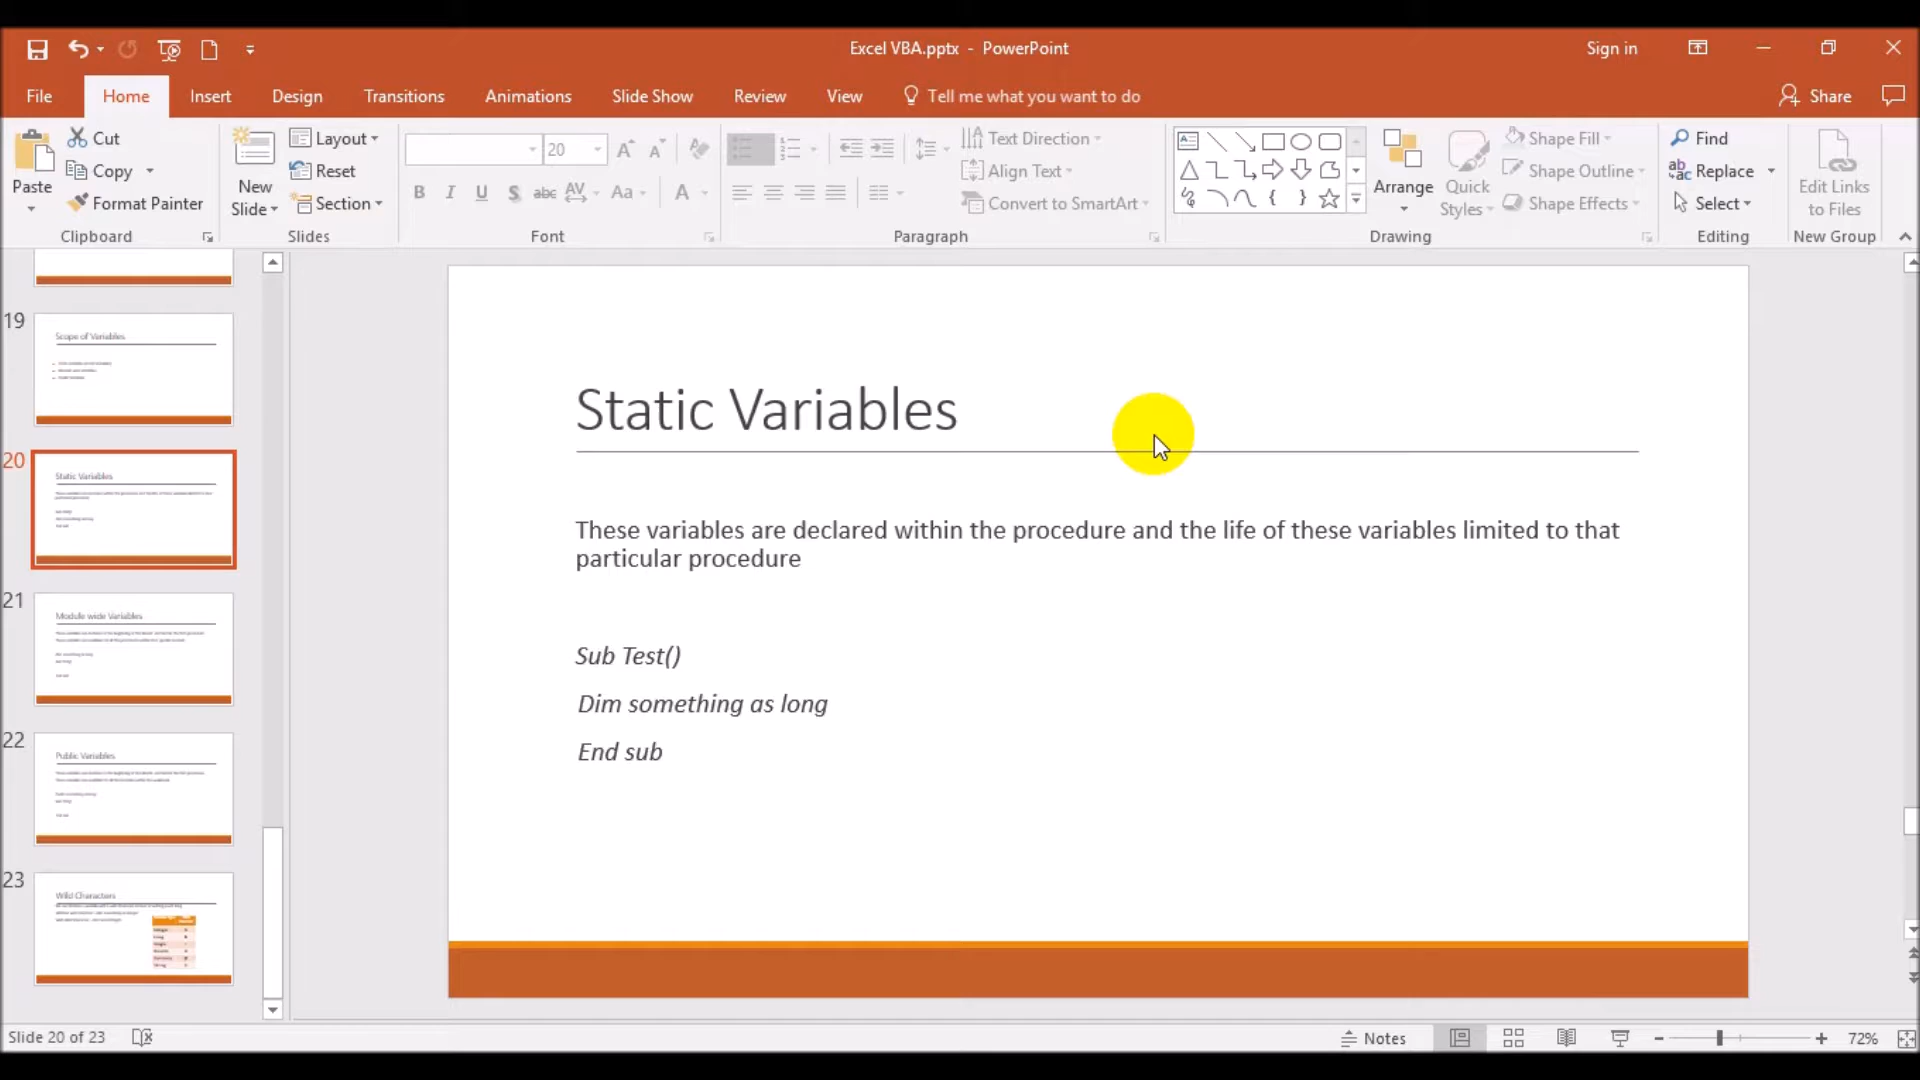 Excel VBA.pptx - PowerPoint
Sign in
File Home Insert Design Transitions Animations Slide Show Review View Tell me what you want to do Share
Paste
Cut
Copy
Format Painter
Clipboard
New Slide
Layout
Reset
Section
Slides
20
B I U S abc AV Aa A
Font
Text Direction
Align Text
Convert to SmartArt
Paragraph
Arrange
Quick Styles
Shape Fill
Shape Outline
Shape Effects
Drawing
Find
Replace
Select
Editing
Edit Links to Files
New Group
19
Scope of Variables
20
Static Variables
21
Module wide Variables
22
Public Variables
23
Wild Characters
Static Variables
These variables are declared within the procedure and the life of these variables limited to that
particular procedure
Sub Test()
Dim something as long
End sub
Slide 20 of 23
Notes
72%